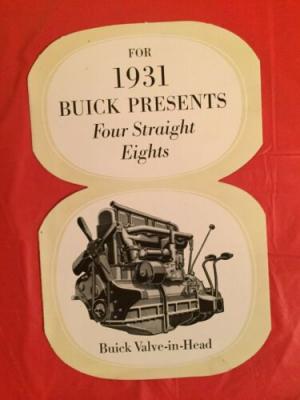 FOR
1931
BUICK PRESENTS
Four Straight
Eights
Buick Valve-in-Head